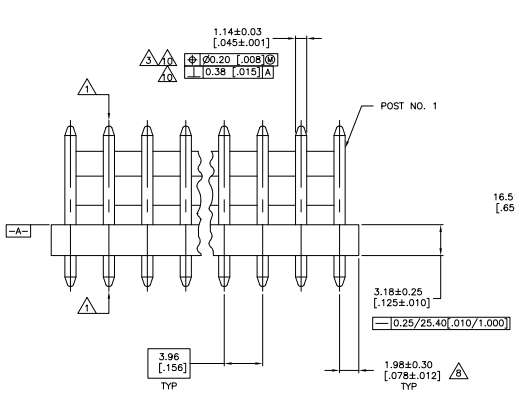 1.14±0.03
[.045±.001]
3 10 ⌖ Ø0.20 [.008]Ⓜ
10 ⊥ 0.38 [.015] A
1
POST NO. 1
16.5
[.65
-A-
3.18±0.25
[.125±.010]
1
— 0.25/25.40[.010/1.000]
3.96
[.156]
TYP
1.98±0.30
[.078±.012] 8
TYP